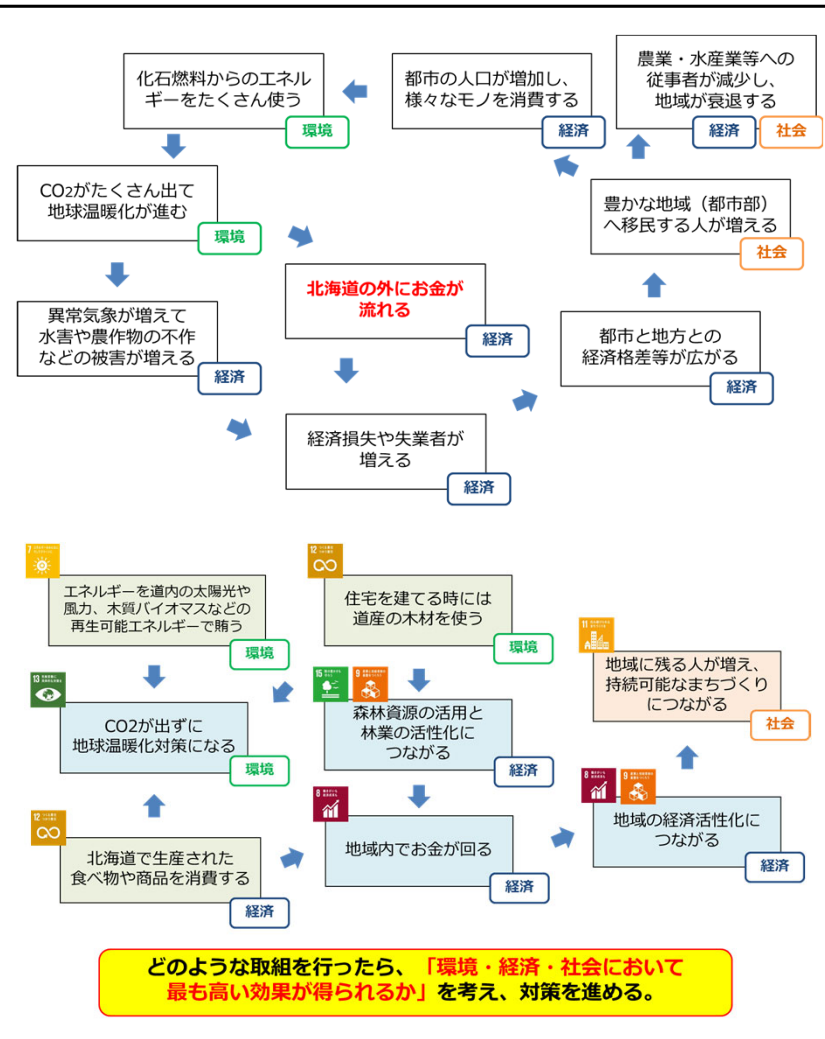 化石燃料からのエネル
ギーをたくさん使う
環境
都市の人口が増加し、
様々なモノを消費する
経済
農業・水産業等への
従事者が減少し、
地域が衰退する
経済
社会
CO2がたくさん出て
地球温暖化が進む
環境
豊かな地域（都市部）
へ移民する人が増える
社会
北海道の外にお金が
流れる
経済
異常気象が増えて
水害や農作物の不作
などの被害が増える
経済
都市と地方との
経済格差等が広がる
経済
経済損失や失業者が
増える
経済
7
エネルギーを道内の太陽光や
風力、木質バイオマスなどの
再生可能エネルギーで賄う
環境
12
住宅を建てる時には
道産の木材を使う
環境
11
地域に残る人が増え、
持続可能なまちづくり
につながる
社会
13
CO2が出ずに
地球温暖化対策になる
環境
15
9
森林資源の活用と
林業の活性化に
つながる
経済
12
北海道で生産された
食べ物や商品を消費する
経済
8
地域内でお金が回る
経済
8
9
地域の経済活性化に
つながる
経済
どのような取組を行ったら、「環境・経済・社会において
最も高い効果が得られるか」を考え、対策を進める。